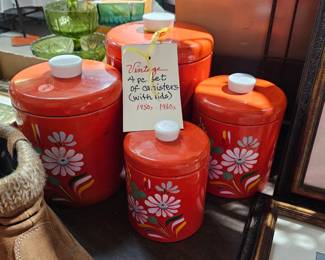 Vintage
4 pc set
of canisters
(with lids)
1950s - 1960s